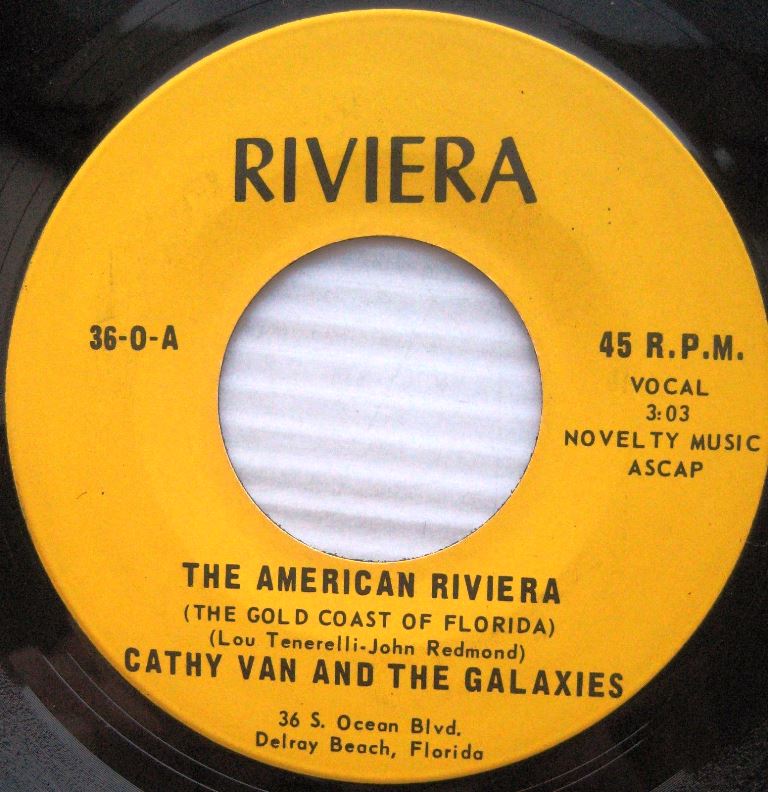 RIVIERA
36-0-A
45 R.P.M.
VOCAL
3:03
NOVELTY MUSIC
ASCAP
THE AMERICAN RIVIERA
(THE GOLD COAST OF FLORIDA)
(Lou Tenerelli-John Redmond)
CATHY VAN AND THE GALAXIES
36 S. Ocean Blvd.
Delray Beach, Florida